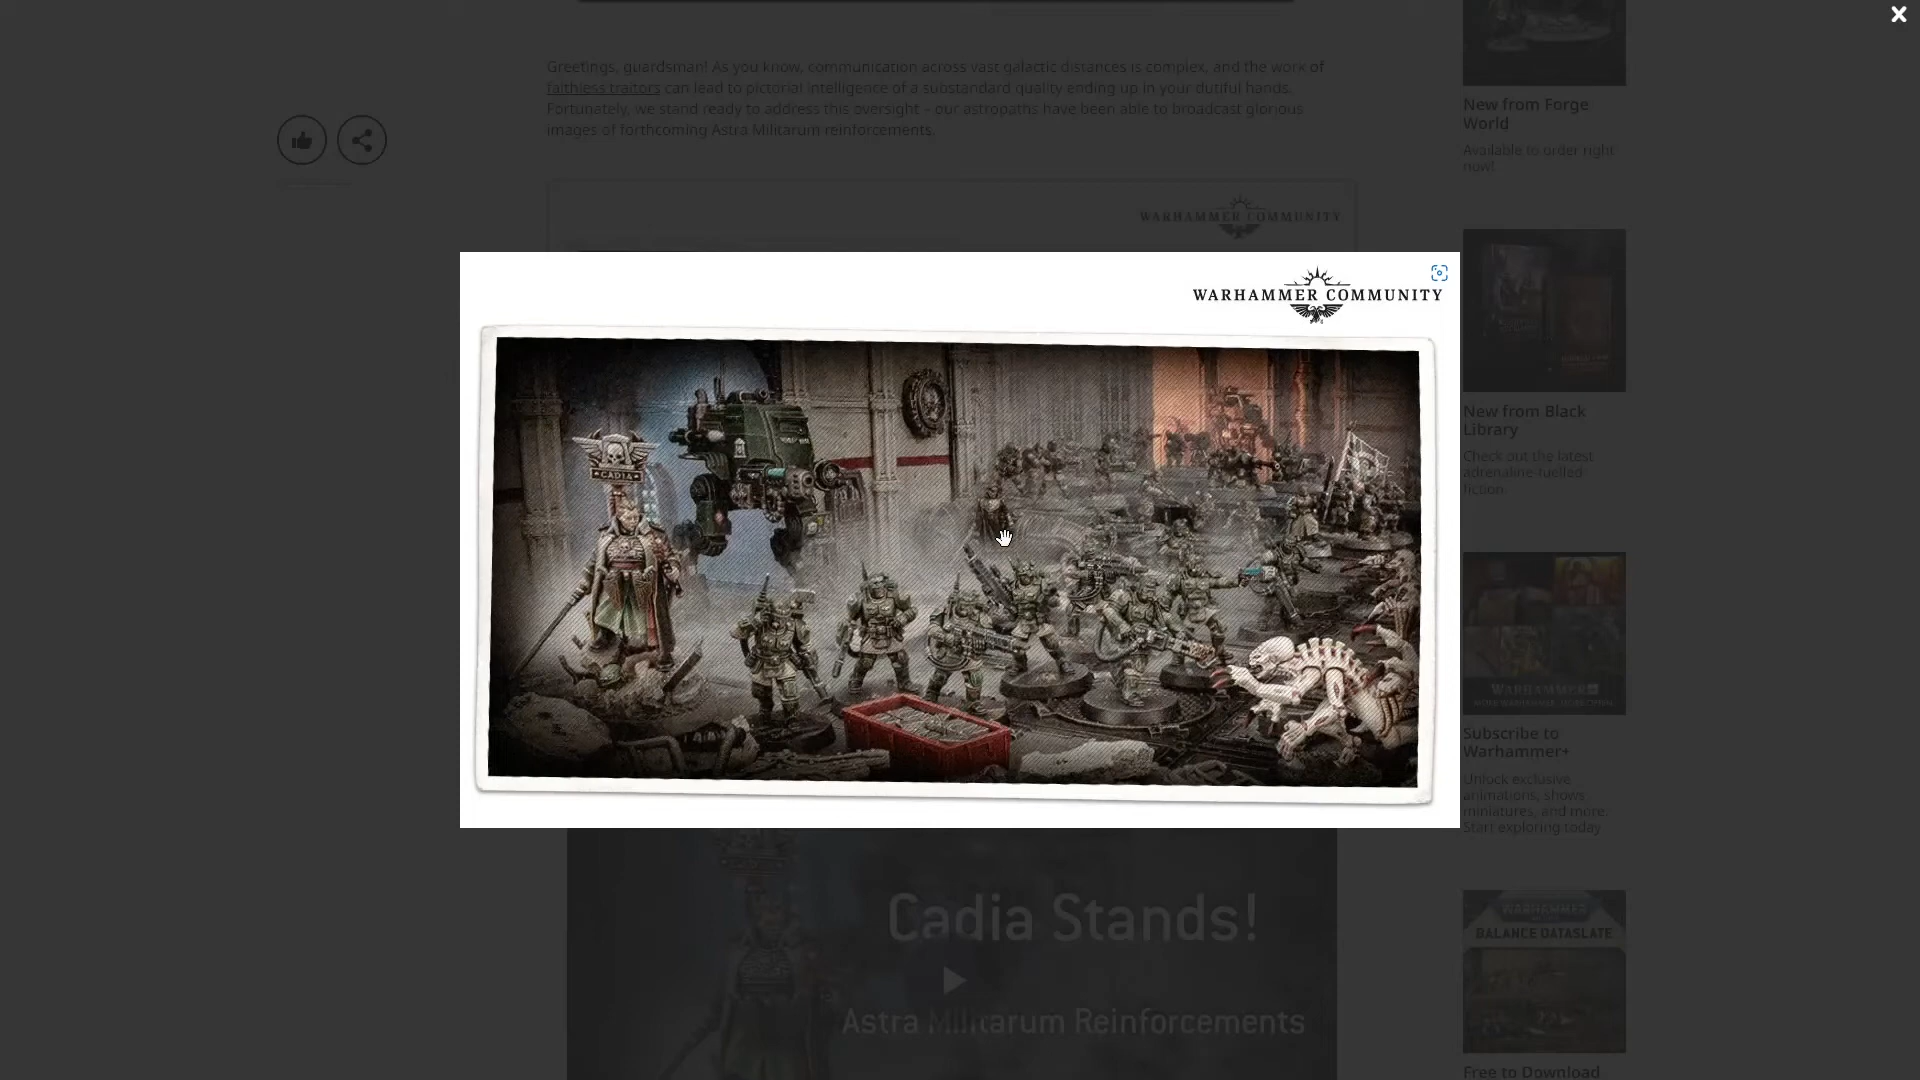 Greetings, guardsman! As you know, communication across vast galactic distances is complex, and the work of
faithless traitors can lead to pictorial intelligence of a substandard quality ending up in your dutiful hands.
Fortunately, we stand ready to address this oversight – our astropaths have been able to broadcast glorious
images of forthcoming Astra Militarum reinforcements.
WARHAMMER COMMUNITY
WARHAMMER COMMUNITY
CADIA
Cadia Stands!
Astra Militarum Reinforcements
New from Forge
World
Available to order right
now!
New from Black
Library
Check out the latest
adrenaline-fuelled
fiction.
WARHAMMER+
Subscribe to
Warhammer+
Unlock exclusive
animations, shows
miniatures, and more.
Start exploring today
WARHAMMER
BALANCE DATASLATE
Free to Download